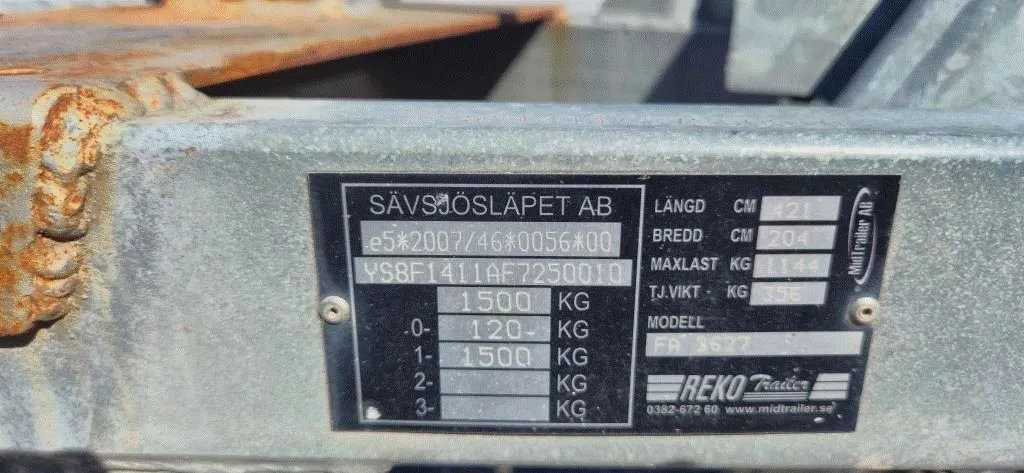 SÄVSJÖSLÄPET AB
e5*2007/46*0056*00
YS8F1411AF7250010
1500 KG
0- 120 KG
1- 1500 KG
2- KG
3- KG
LÄNGD CM 421
BREDD CM 204
MAXLAST KG 1144
TJ.VIKT KG 356
MODELL
FA
REKO Trailer
0382-672 60 www.midtrailer.se
MidTrailer AB